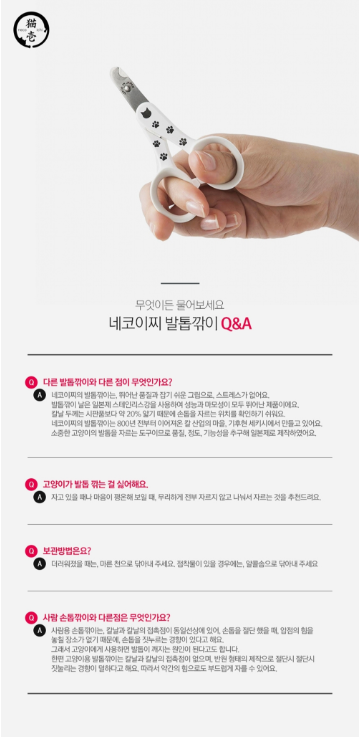 猫
壱
무엇이든 물어보세요
네코이찌 발톱깎이 Q&A
Q 다른 발톱깎이와 다른 점이 무엇인가요?
A 네코이찌의 발톱깎이는, 뛰어난 품질과 잡기 쉬운 그립으로, 스트레스가 없어요.
발톱깎이 날은 일본제 스테인리스강을 사용하여 성능과 마모성이 모두 뛰어난 제품이에요.
칼날 두께는 시판품보다 약 20% 얇기 때문에 손톱을 자르는 위치를 확인하기 쉬워요.
네코이찌의 발톱깎이는 800년 전부터 이어져온 칼 산업의 마을, 기후현 세키시에서 만들고 있어요.
소중한 고양이의 발톱을 자르는 도구이므로 품질, 청도, 기능성을 추구해 일본제로 제작하였어요.
Q 고양이가 발톱 깎는 걸 싫어해요.
A 자고 있을 때나 마음이 평온해 보일 때, 무리하게 전부 자르지 않고 나눠서 자르는 것을 추천드려요.
Q 보관방법은요?
A 더러워졌을 때는, 마른 천으로 닦아내 주세요. 점착물이 있을 경우에는, 알콜솜으로 닦아내 주세요
Q 사람 손톱깎이와 다른점은 무엇인가요?
A 사람용 손톱깎이는, 칼날과 칼날의 접촉점이 동일선상에 있어, 손톱을 절단 했을 때, 압점의 힘을
놓칠 장소가 없기 때문에, 손톱을 짓누르는 경향이 있다고 해요.
그래서 고양이에게 사용하면 발톱이 깨지는 원인이 된다고도 합니다.
한편 고양이용 발톱깎이는 칼날과 칼날의 접촉점이 없으며, 반원 형태의 제작으로 절단시 절단시
짓눌리는 경향이 덜하다고 해요. 따라서 약간의 힘으로도 부드럽게 자를 수 있어요.